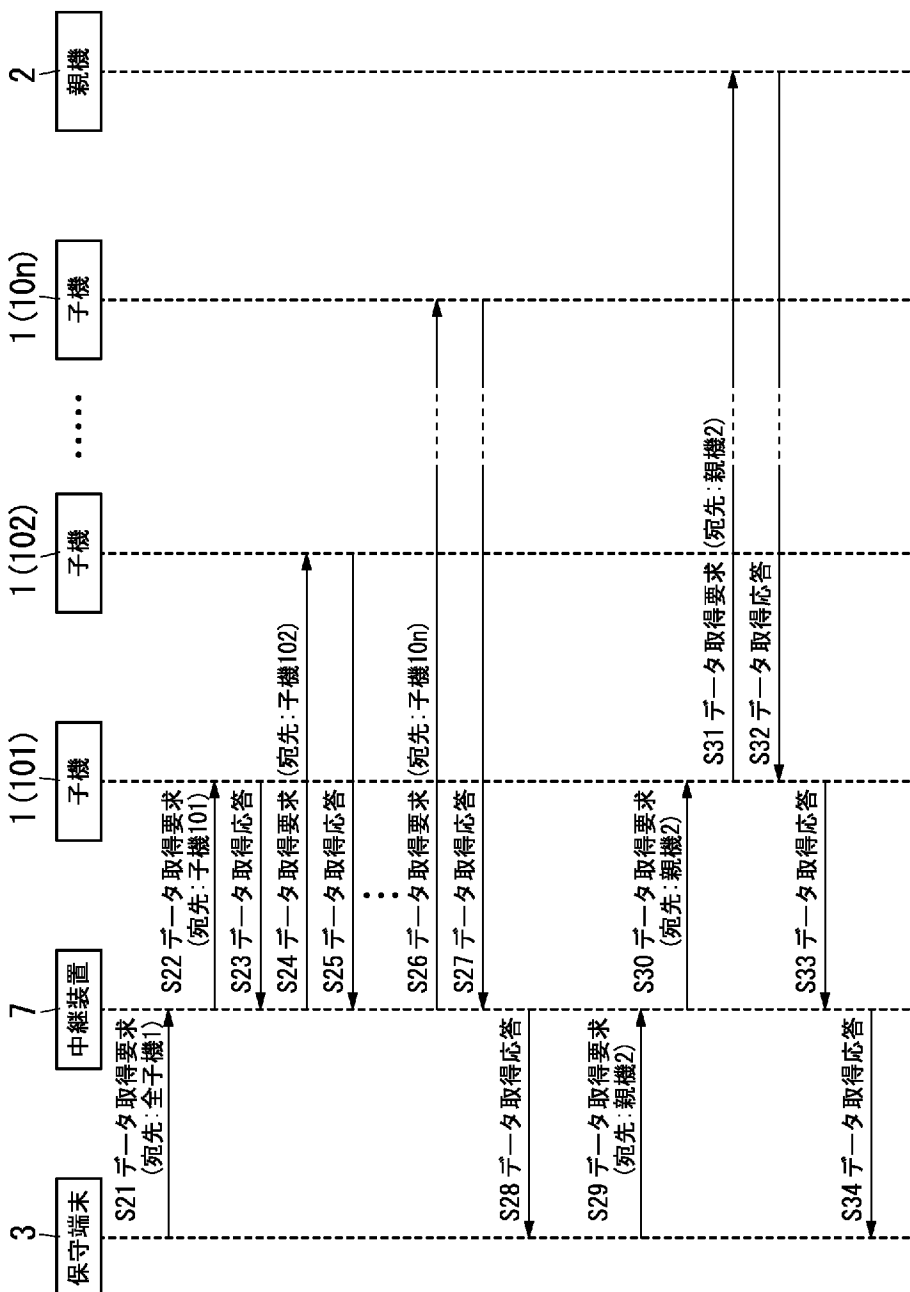 3
保守端末
7
中継装置
1(101)
子機
1(102)
子機
・・・・・
1(10n)
子機
2
親機
S21 データ取得要求
(宛先:全子機1)
S22 データ取得要求
(宛先:子機101)
S23 データ取得応答
S24 データ取得要求 (宛先:子機102)
S25 データ取得応答
・・・
S26 データ取得要求 (宛先:子機10n)
S27 データ取得応答
S28 データ取得応答
S29 データ取得要求
(宛先:親機2)
S30 データ取得要求
(宛先:親機2)
S31 データ取得要求 (宛先:親機2)
S32 データ取得応答
S33 データ取得応答
S34 データ取得応答